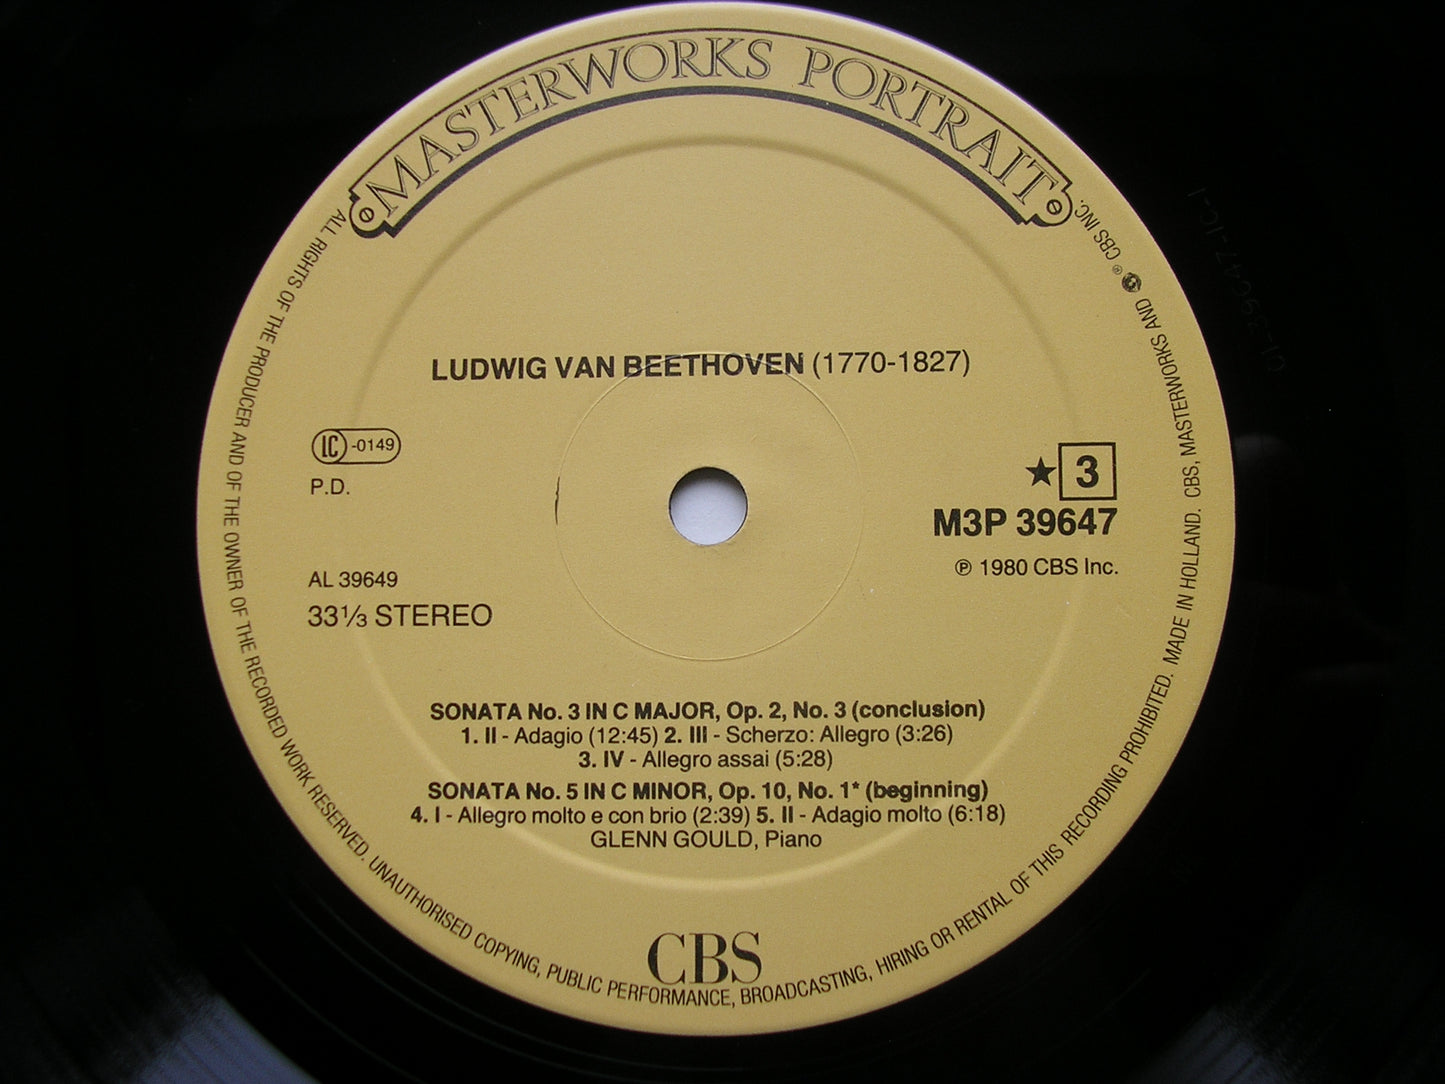 MASTERWORKS PORTRAIT
LUDWIG VAN BEETHOVEN (1770-1827)
LC -0149
P.D.
★ 3
M3P 39647
℗ 1980 CBS Inc.
AL 39649
33⅓ STEREO
SONATA No. 3 IN C MAJOR, Op. 2, No. 3 (conclusion)
1. II - Adagio (12:45) 2. III - Scherzo: Allegro (3:26)
3. IV - Allegro assai (5:28)
SONATA No. 5 IN C MINOR, Op. 10, No. 1* (beginning)
4. I - Allegro molto e con brio (2:39) 5. II - Adagio molto (6:18)
GLENN GOULD, Piano
CBS
ALL RIGHTS OF THE PRODUCER AND OF THE OWNER OF THE RECORDED WORK RESERVED. UNAUTHORISED COPYING, PUBLIC PERFORMANCE, BROADCASTING, HIRING OR RENTAL OF THIS RECORDING PROHIBITED. MADE IN HOLLAND. CBS, MASTERWORKS AND ® CBS INC.